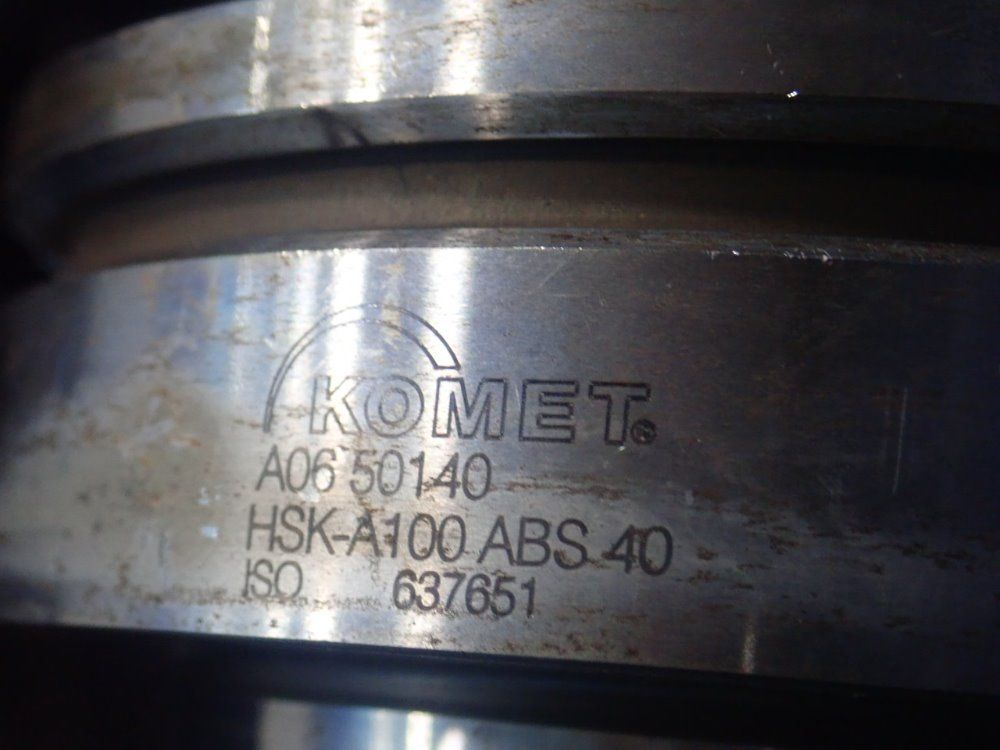 KOMET®
A06 50140
HSK-A100 ABS 40
ISO 637651